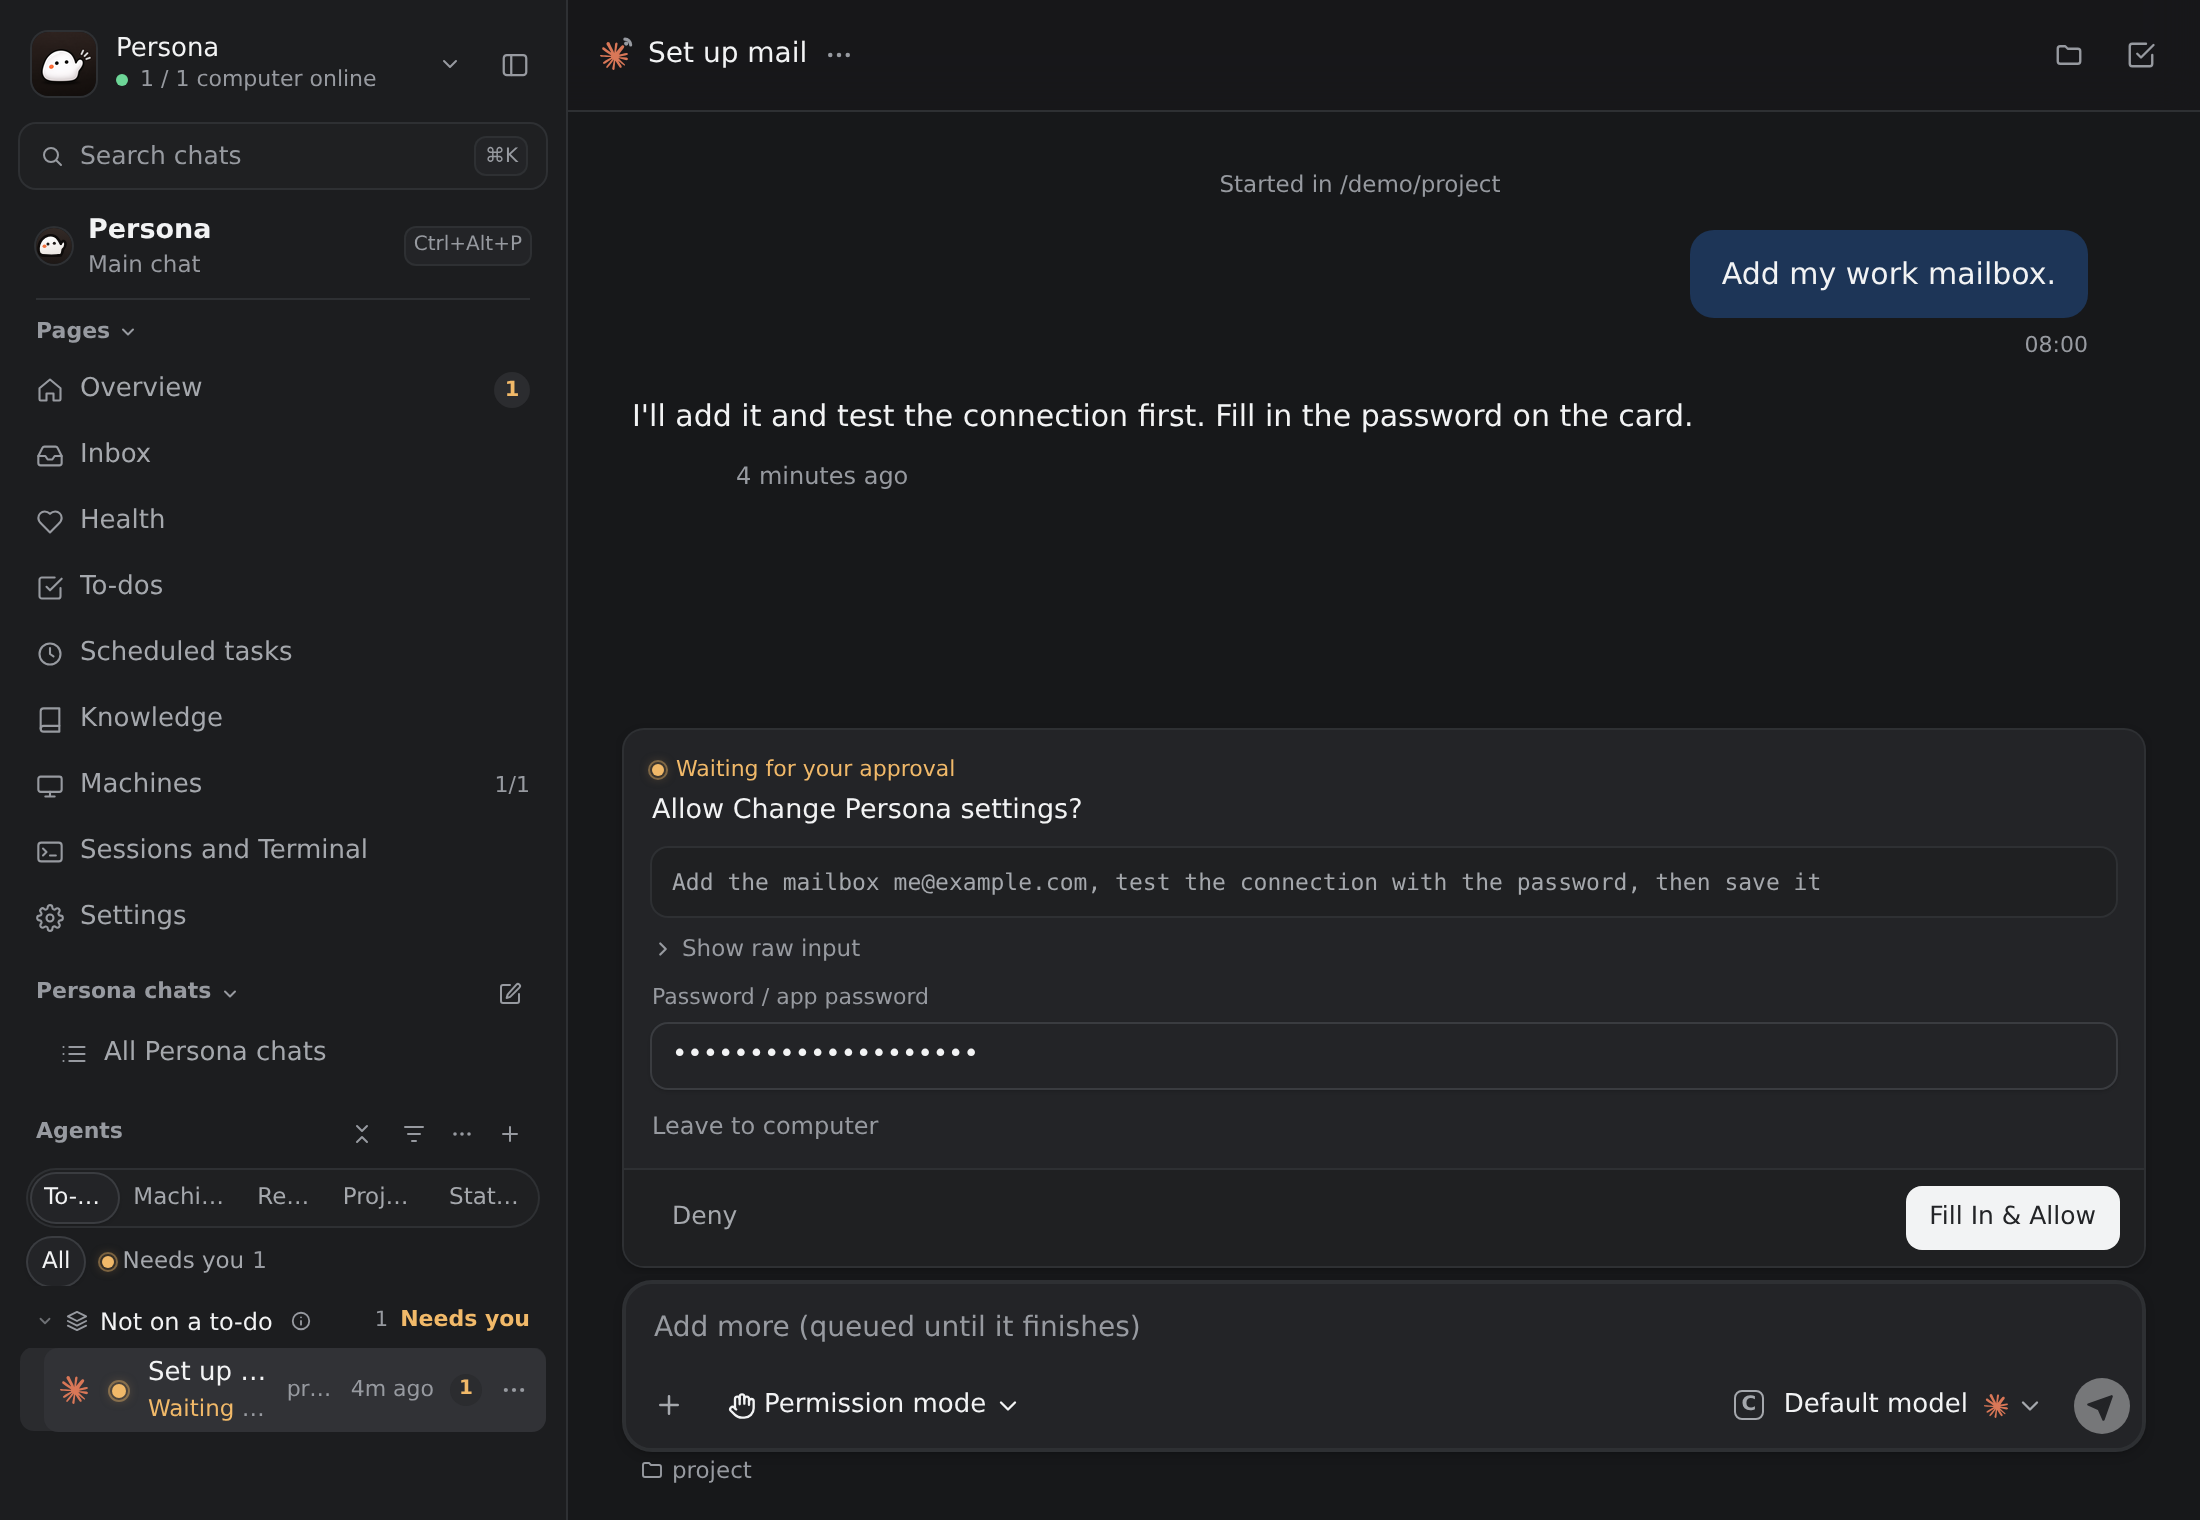 Persona
1 / 1 computer online
Search chats
⌘K
Persona
Main chat
Ctrl+Alt+P
Pages
Overview
1
Inbox
Health
To-dos
Scheduled tasks
Knowledge
Machines
1/1
Sessions and Terminal
Settings
Persona chats
All Persona chats
Agents
To-... Machi... Re... Proj... Stat...
All Needs you 1
Not on a to-do 1 Needs you
Set up ... pr... 4m ago 1
Waiting ...
Set up mail
Started in /demo/project
Add my work mailbox.
08:00
I'll add it and test the connection first. Fill in the password on the card.
4 minutes ago
Waiting for your approval
Allow Change Persona settings?
Add the mailbox me@example.com, test the connection with the password, then save it
Show raw input
Password / app password
••••••••••••••••••••
Leave to computer
Deny
Fill In & Allow
Add more (queued until it finishes)
Permission mode
C Default model
project